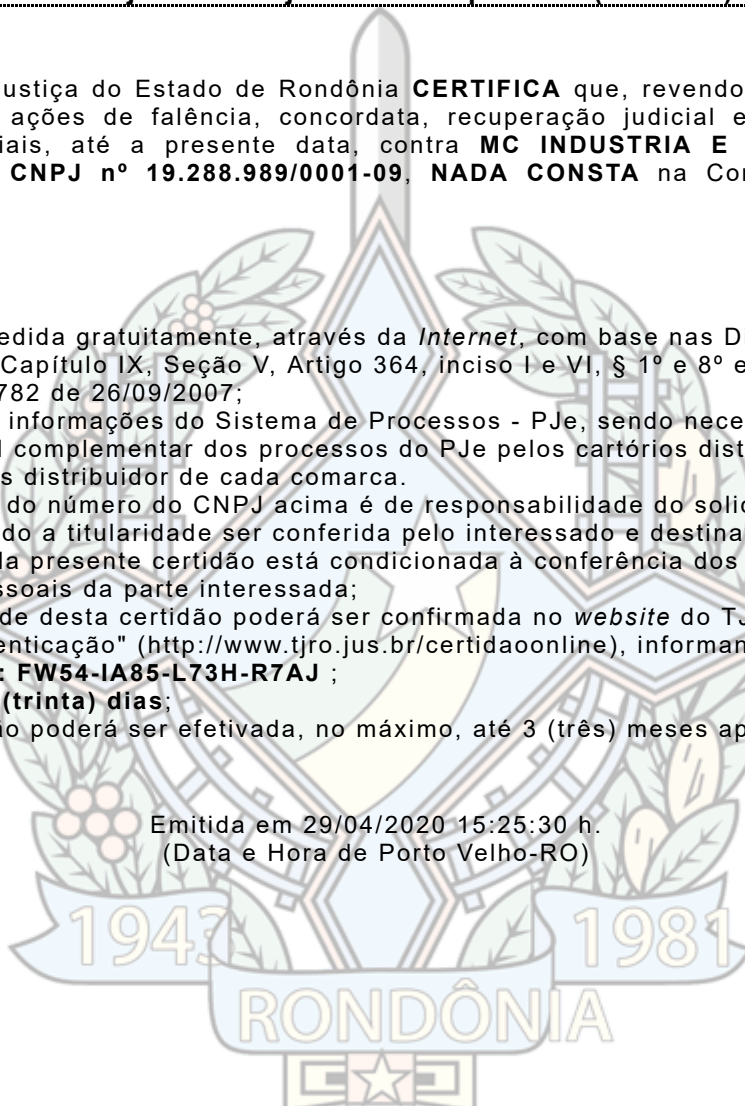 ustiça do Estado de Rondônia CERTIFICA que, revendo
ações de falência, concordata, recuperação judicial e
iais, até a presente data, contra MC INDUSTRIA E
CNPJ nº 19.288.989/0001-09, NADA CONSTA na Co
edida gratuitamente, através da Internet, com base nas D
Capítulo IX, Seção V, Artigo 364, inciso I e VI, § 1º e 8º e
782 de 26/09/2007;
informações do Sistema de Processos - PJe, sendo nece
l complementar dos processos do PJe pelos cartórios dist
s distribuidor de cada comarca.
do número do CNPJ acima é de responsabilidade do solic
do a titularidade ser conferida pelo interessado e destina
da presente certidão está condicionada à conferência dos
ssoais da parte interessada;
de desta certidão poderá ser confirmada no website do TJ
enticação" (http://www.tjro.jus.br/certidaoonline), informan
: FW54-IA85-L73H-R7AJ ;
(trinta) dias;
ão poderá ser efetivada, no máximo, até 3 (três) meses ap
Emitida em 29/04/2020 15:25:30 h.
(Data e Hora de Porto Velho-RO)
1943 1981
RONDÔNIA